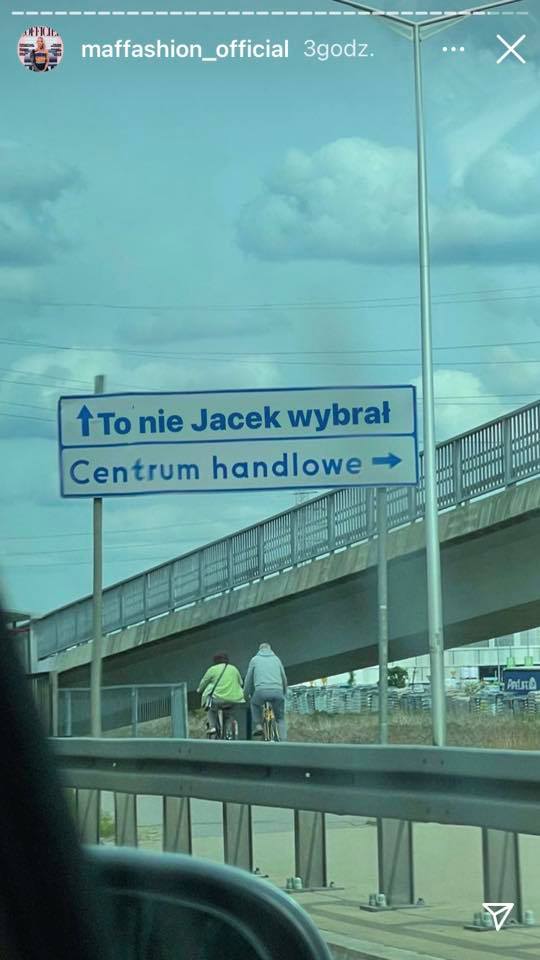 maffashion_official 3godz.
↑To nie Jacek wybrał
Centrum handlowe →